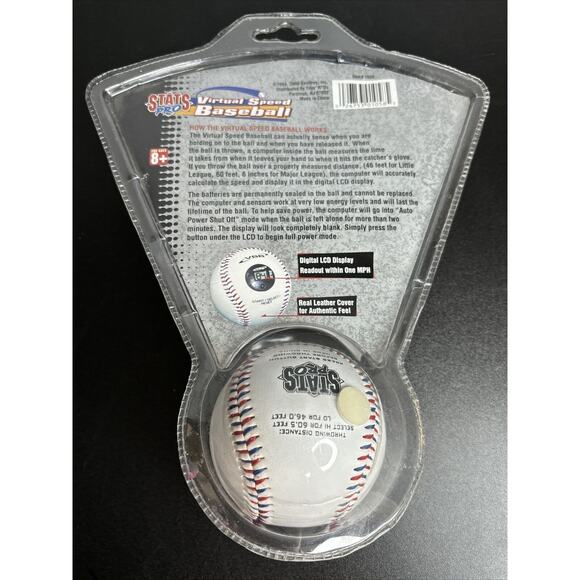 STATS
PRO
Virtual Speed
Baseball
8+
Made in China
HOW THE VIRTUAL SPEED BASEBALL WORKS
The Virtual Speed Baseball can actually sense when you are
holding on to the ball and when you have released it. When
the ball is thrown, a computer inside the ball measures the time
it takes from when it leaves your hand to when it hits the catcher's glove.
If you throw the ball over a properly measured distance, (46 feet for Little
League, 60 feet, 6 inches for Major League), the computer will accurately
calculate the speed and display it in the digital LCD display.
The batteries are permanently sealed in the ball and cannot be replaced.
The computer and sensors work at very low energy levels and will last the
lifetime of the ball. To help save power, the computer will go into "Auto
Power Shut Off" mode when the ball is left alone for more than two
minutes. The display will look completely blank. Simply press the
button under the LCD to begin full power mode.
Digital LCD Display
Readout within One MPH
Real Leather Cover
for Authentic Feel
THROWING DISTANCE:
SELECT HI FOR 60.5 FEET
LO FOR 46.0 FEET
STATS
PRO